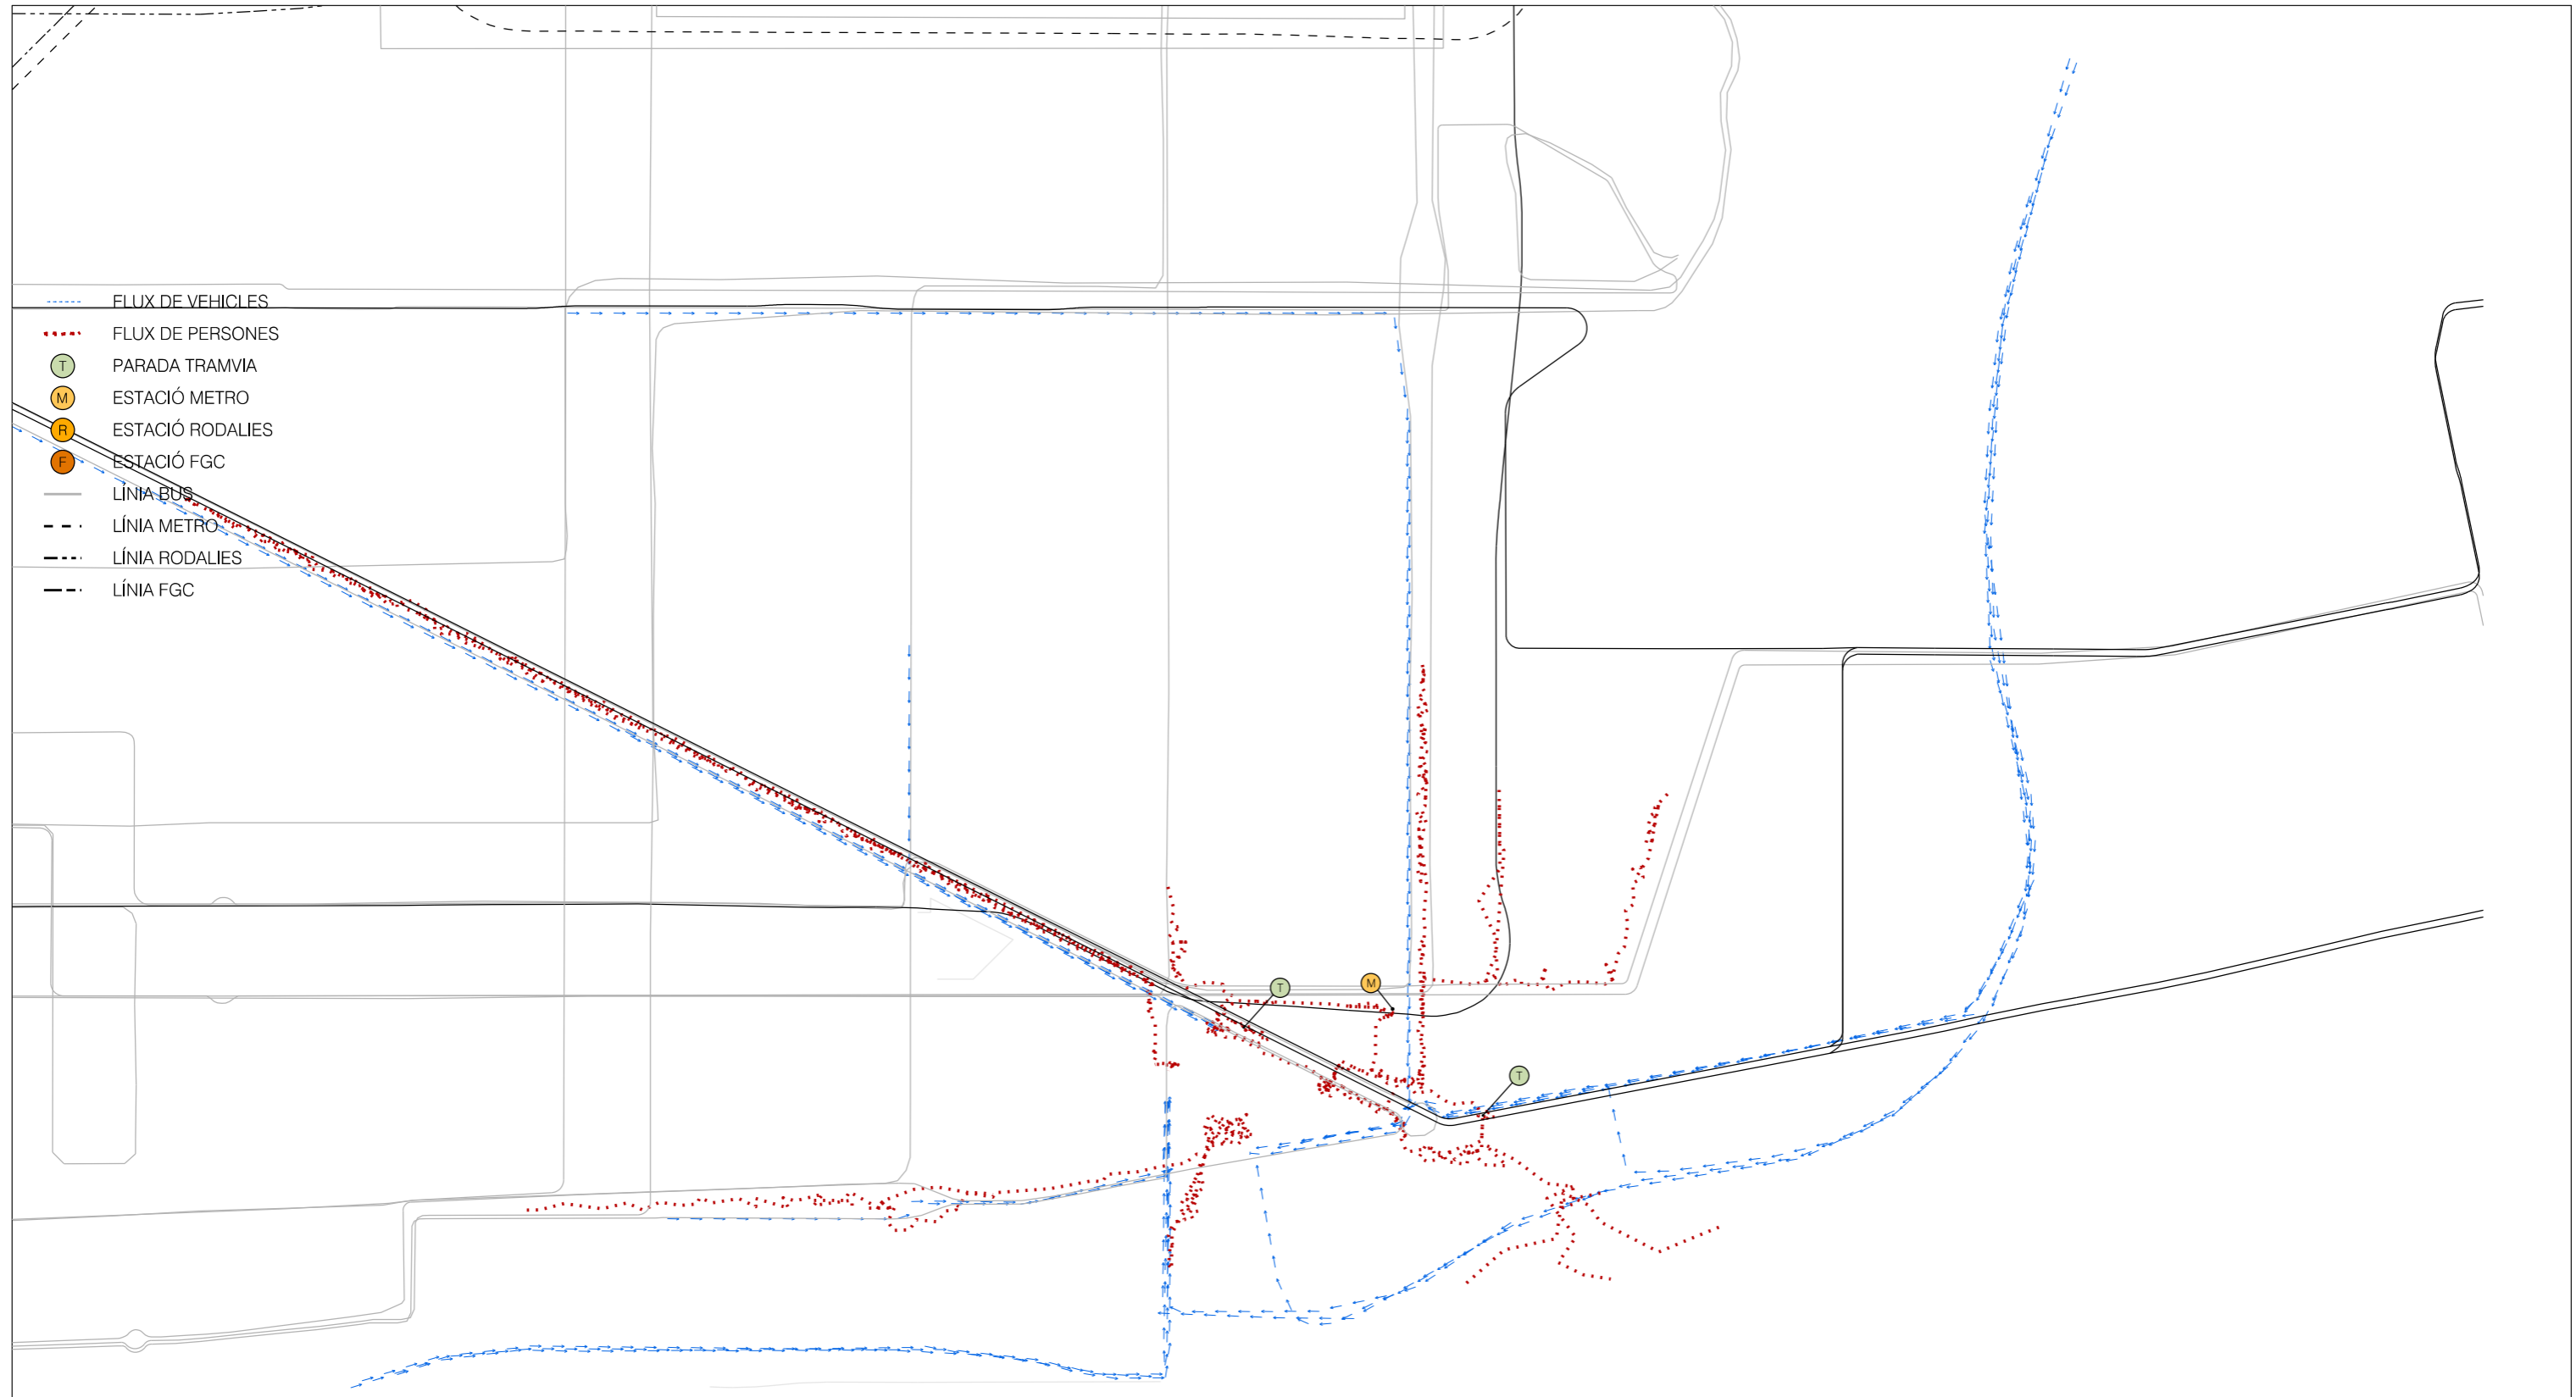 FLUX DE VEHICLES
FLUX DE PERSONES
T PARADA TRAMVIA
M ESTACIÓ METRO
R ESTACIÓ RODALIES
F ESTACIÓ FGC
LÍNIA BUS
LÍNIA METRO
LÍNIA RODALIES
LÍNIA FGC
M
T
T